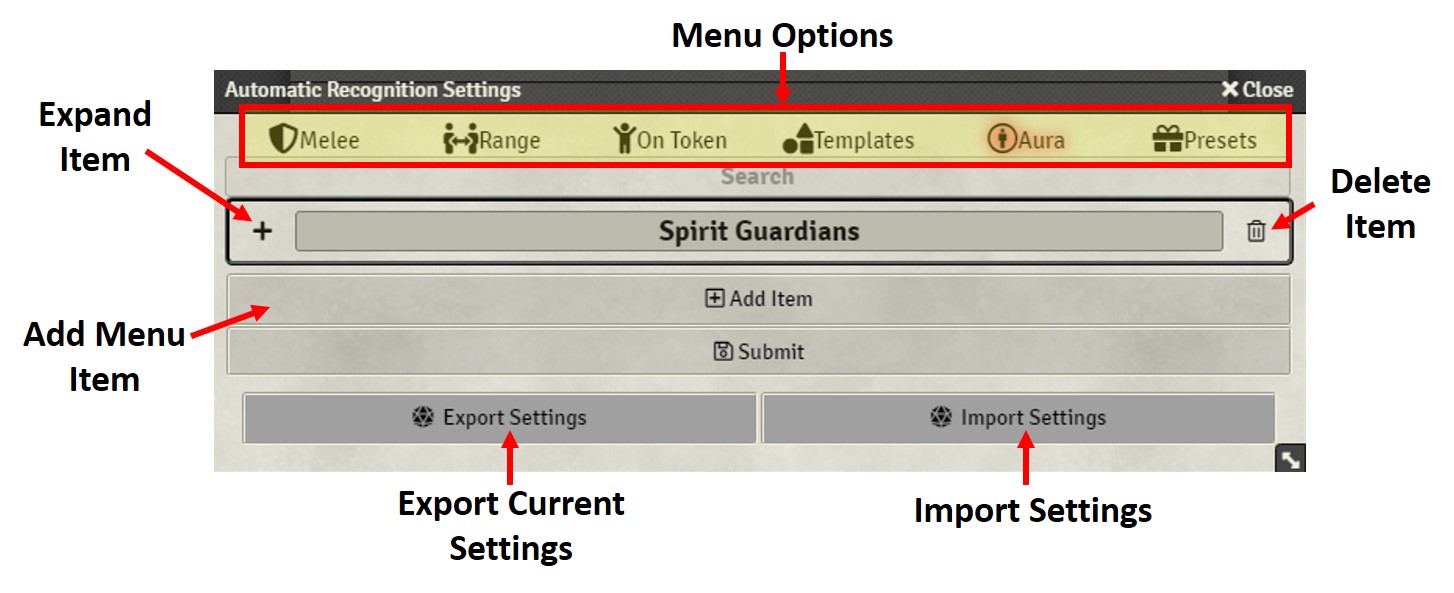 Menu Options
Automatic Recognition Settings
Close
Expand
Item
Melee
Range
On Token
Templates
Aura
Presets
Search
Delete
Item
Spirit Guardians
Add Item
Add Menu
Item
Submit
Export Settings
Import Settings
Export Current
Settings
Import Settings